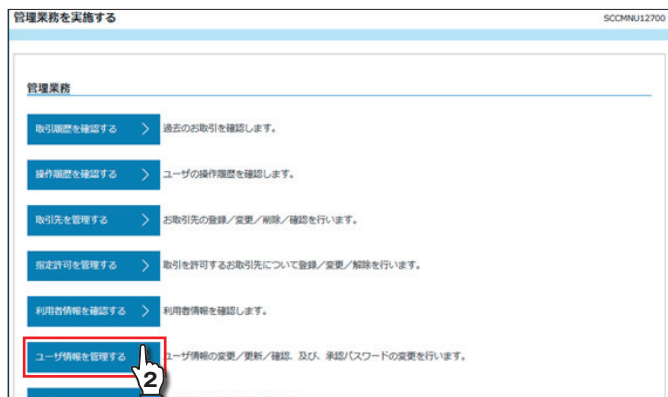 管理業務を実施する SCCMNU12700
管理業務
取引履歴を確認する 過去のお取引を確認します。
操作履歴を確認する ユーザの操作履歴を確認します。
取引先を管理する お取引先の登録／変更／削除／確認を行います。
指定許可を管理する 取引を許可するお取引先について登録／変更／解除を行います。
利用者情報を確認する 利用者情報を確認します。
ユーザ情報を管理する ユーザ情報の変更／更新／確認、及び、承認パスワードの変更を行います。
2